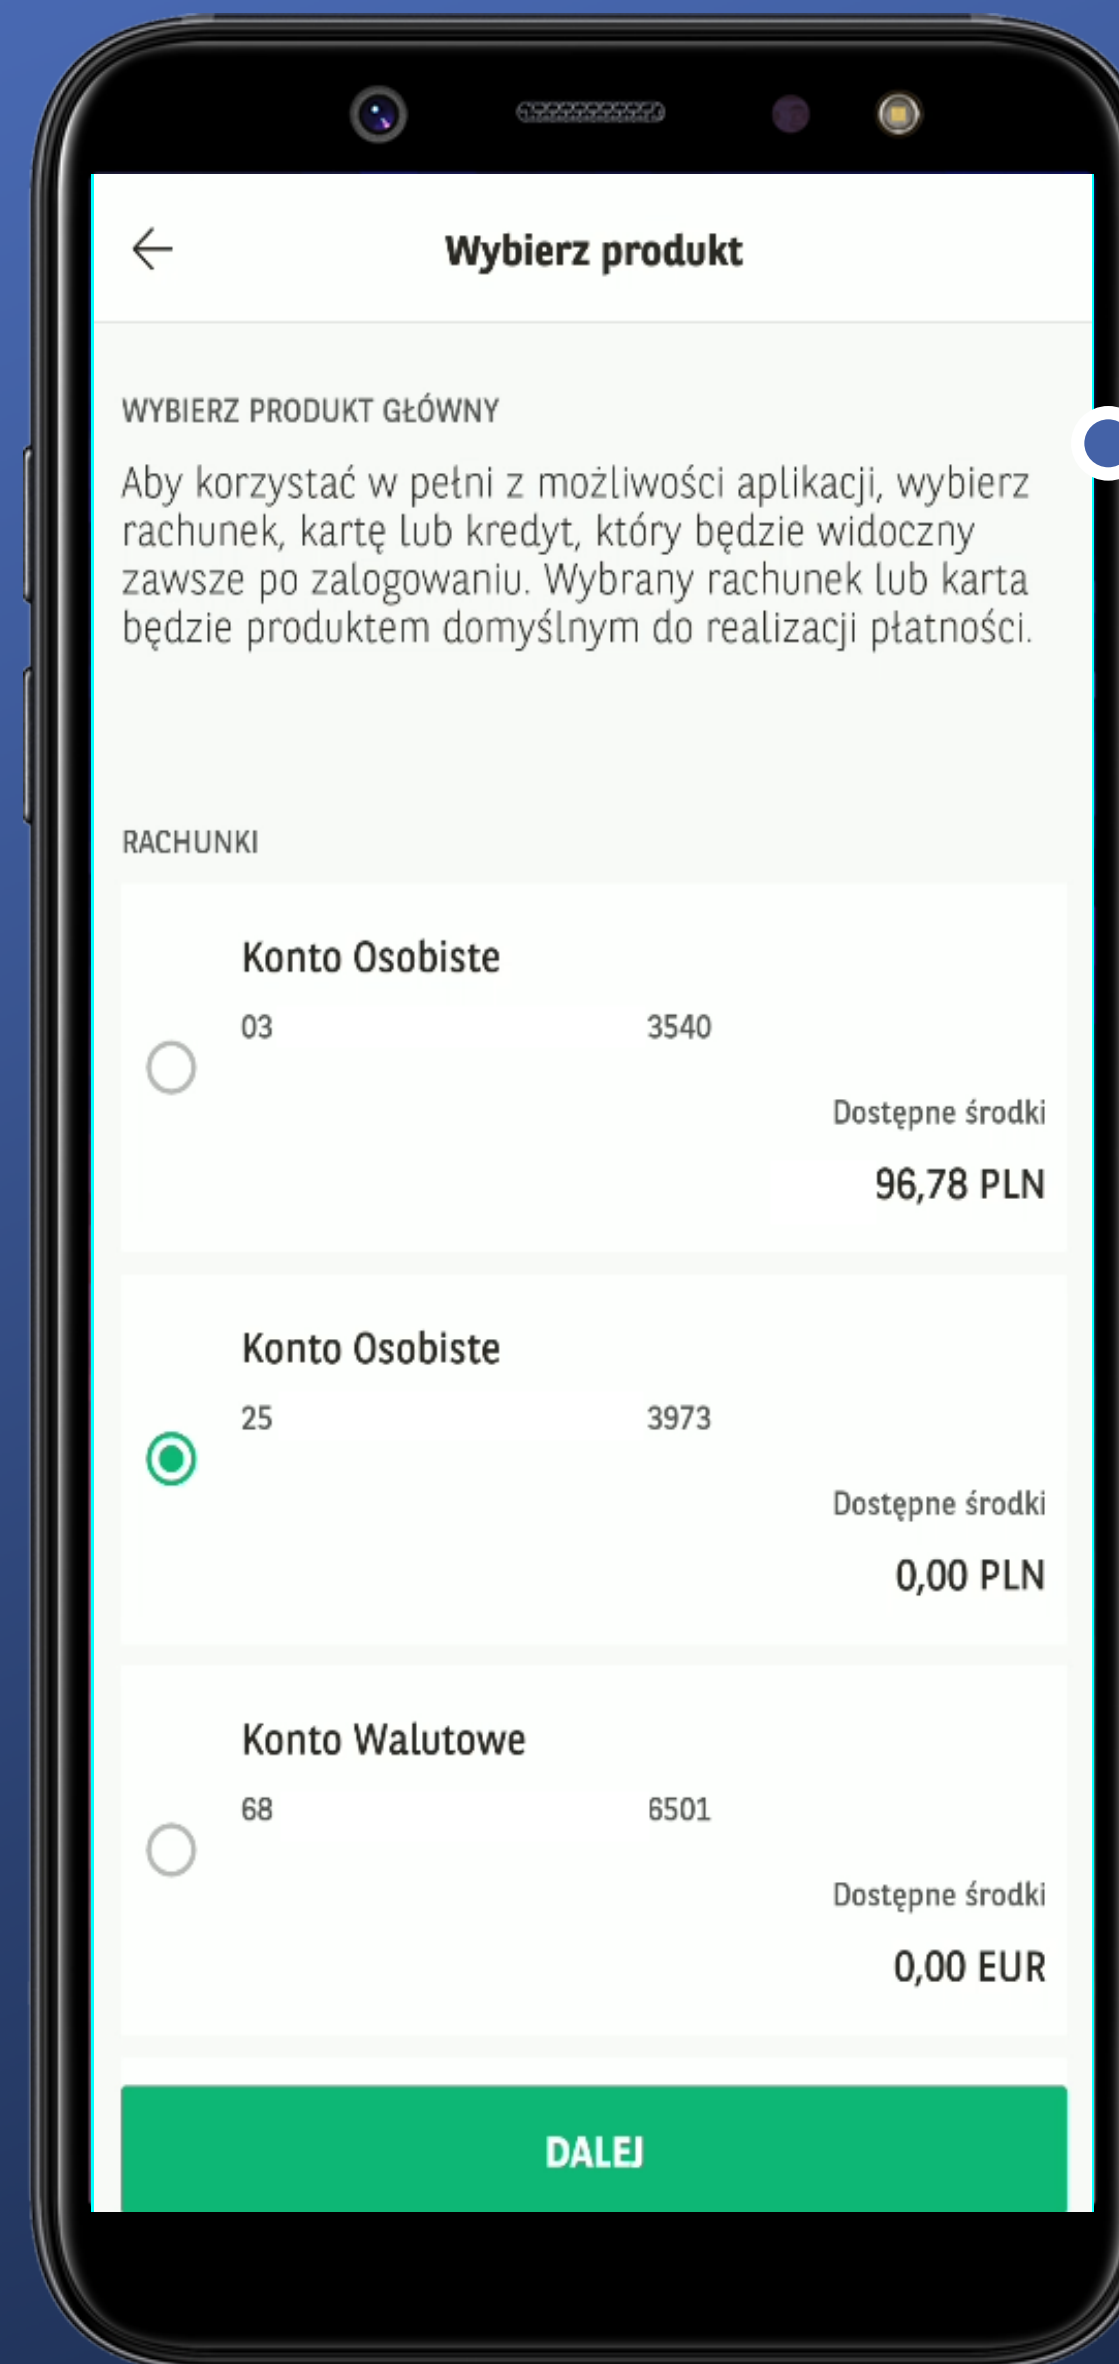 Wybierz produkt
WYBIERZ PRODUKT GŁÓWNY
Aby korzystać w pełni z możliwości aplikacji, wybierz
rachunek, kartę lub kredyt, który będzie widoczny
zawsze po zalogowaniu. Wybrany rachunek lub karta
będzie produktem domyślnym do realizacji płatności.
RACHUNKI
Konto Osobiste
03 3540
Dostępne środki
96,78 PLN
Konto Osobiste
25 3973
Dostępne środki
0,00 PLN
Konto Walutowe
68 6501
Dostępne środki
0,00 EUR
DALEJ